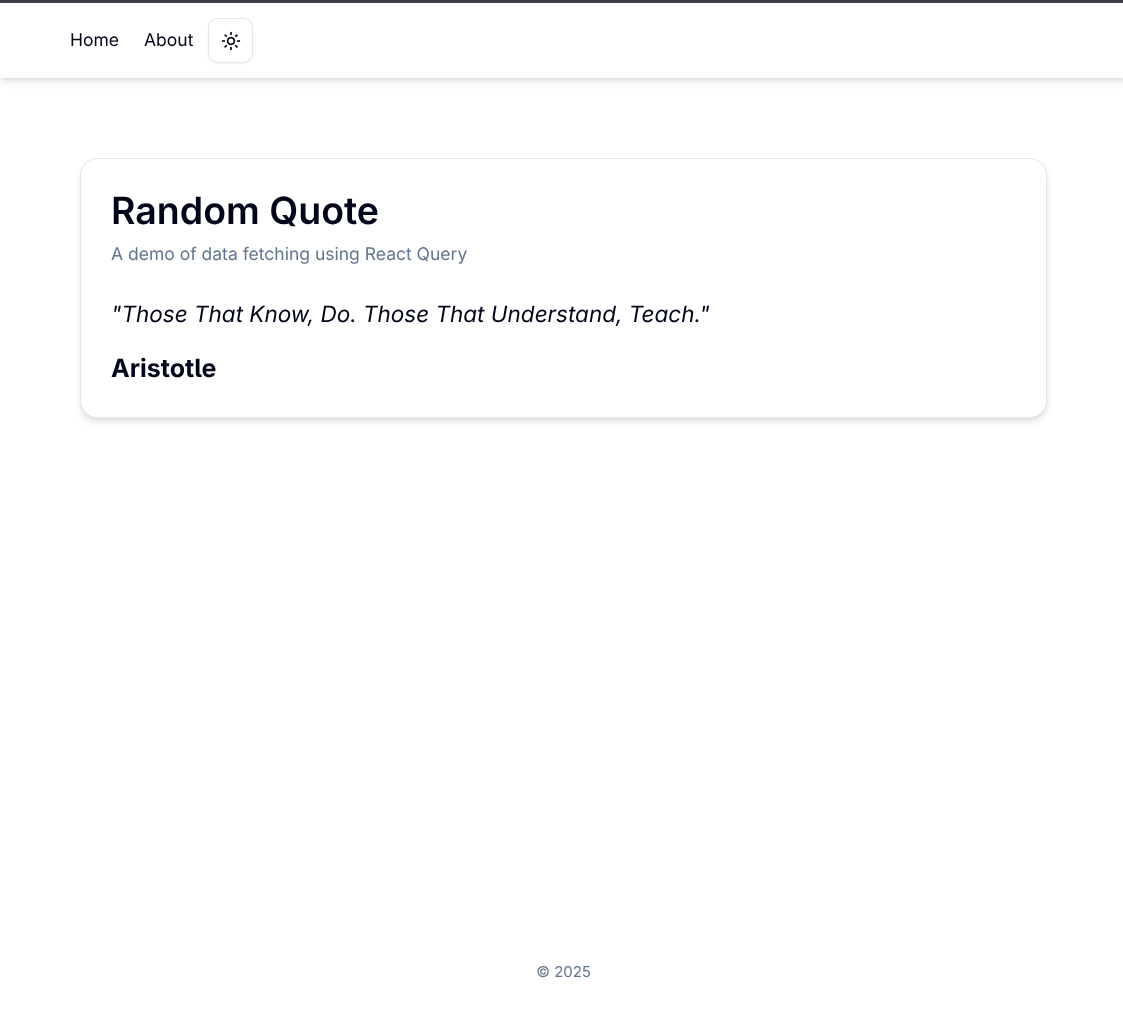 Home About
Random Quote
A demo of data fetching using React Query
"Those That Know, Do. Those That Understand, Teach."
Aristotle
© 2025